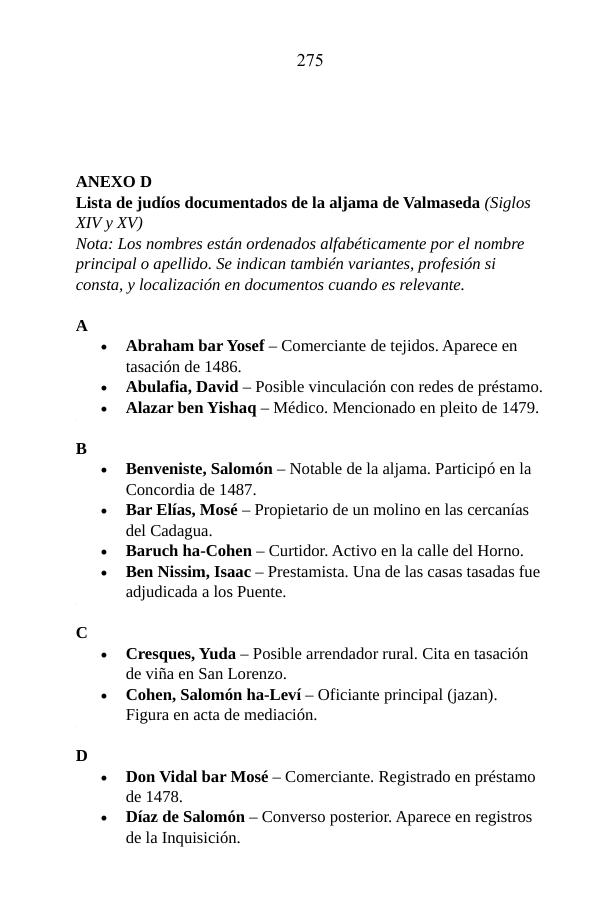 275
ANEXO D
Lista de judíos documentados de la aljama de Valmaseda (Siglos
XIV y XV)
Nota: Los nombres están ordenados alfabéticamente por el nombre
principal o apellido. Se indican también variantes, profesión si
consta, y localización en documentos cuando es relevante.
A
• Abraham bar Yosef – Comerciante de tejidos. Aparece en
tasación de 1486.
• Abulafia, David – Posible vinculación con redes de préstamo.
• Alazar ben Yishaq – Médico. Mencionado en pleito de 1479.
B
• Benveniste, Salomón – Notable de la aljama. Participó en la
Concordia de 1487.
• Bar Elías, Mosé – Propietario de un molino en las cercanías
del Cadagua.
• Baruch ha-Cohen – Curtidor. Activo en la calle del Horno.
• Ben Nissim, Isaac – Prestamista. Una de las casas tasadas fue
adjudicada a los Puente.
C
• Cresques, Yuda – Posible arrendador rural. Cita en tasación
de viña en San Lorenzo.
• Cohen, Salomón ha-Leví – Oficiante principal (jazan).
Figura en acta de mediación.
D
• Don Vidal bar Mosé – Comerciante. Registrado en préstamo
de 1478.
• Díaz de Salomón – Converso posterior. Aparece en registros
de la Inquisición.